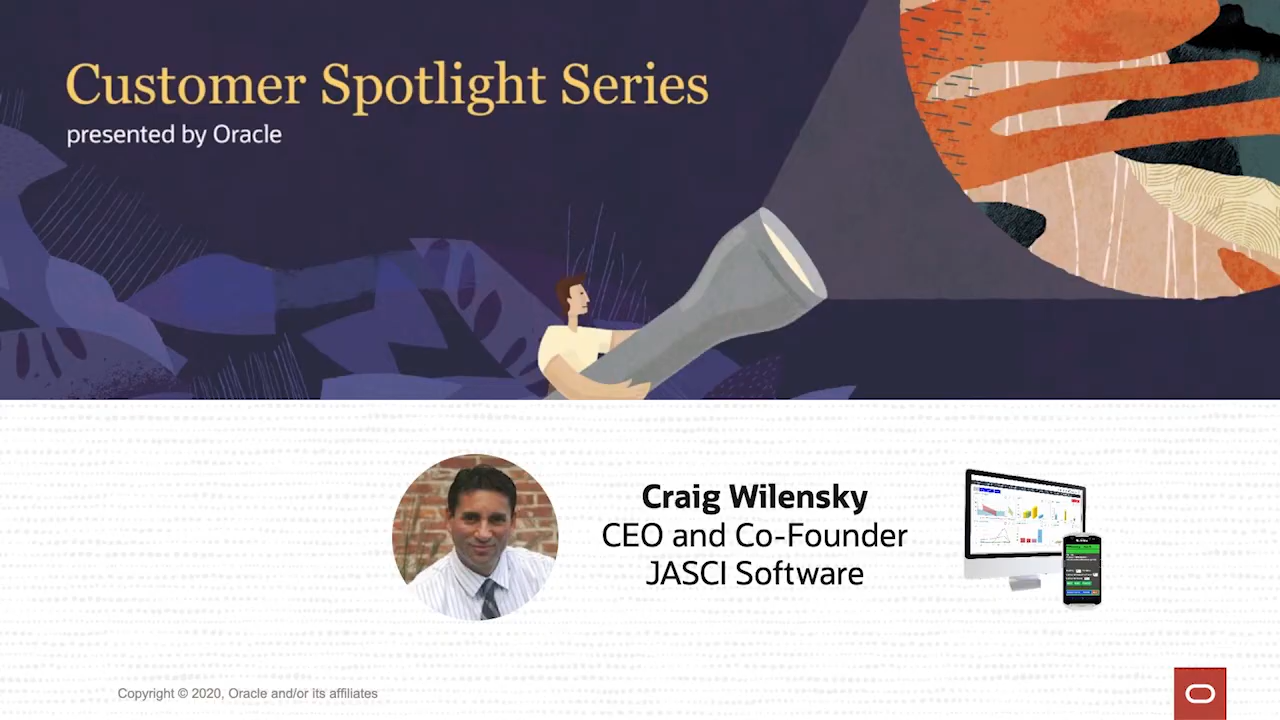 Customer Spotlight Series
presented by Oracle
Craig Wilensky
CEO and Co-Founder
JASCI Software
Copyright © 2020, Oracle and/or its affiliates